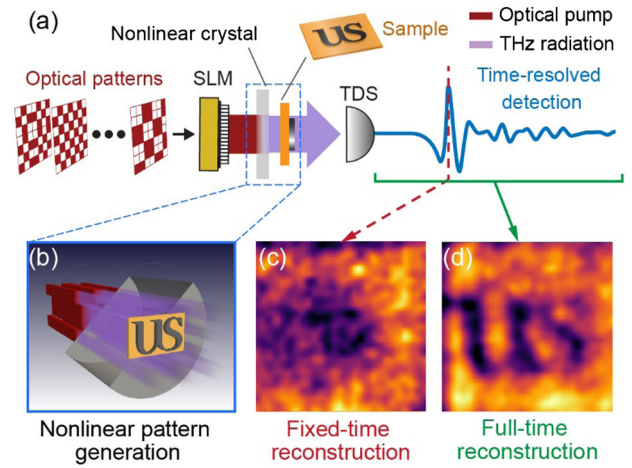 (a)
Nonlinear crystal
Sample
US
Optical pump
THz radiation
Optical patterns
SLM
TDS
Time-resolved
detection
(b)
US
Nonlinear pattern
generation
(c)
Fixed-time
reconstruction
(d)
US
Full-time
reconstruction